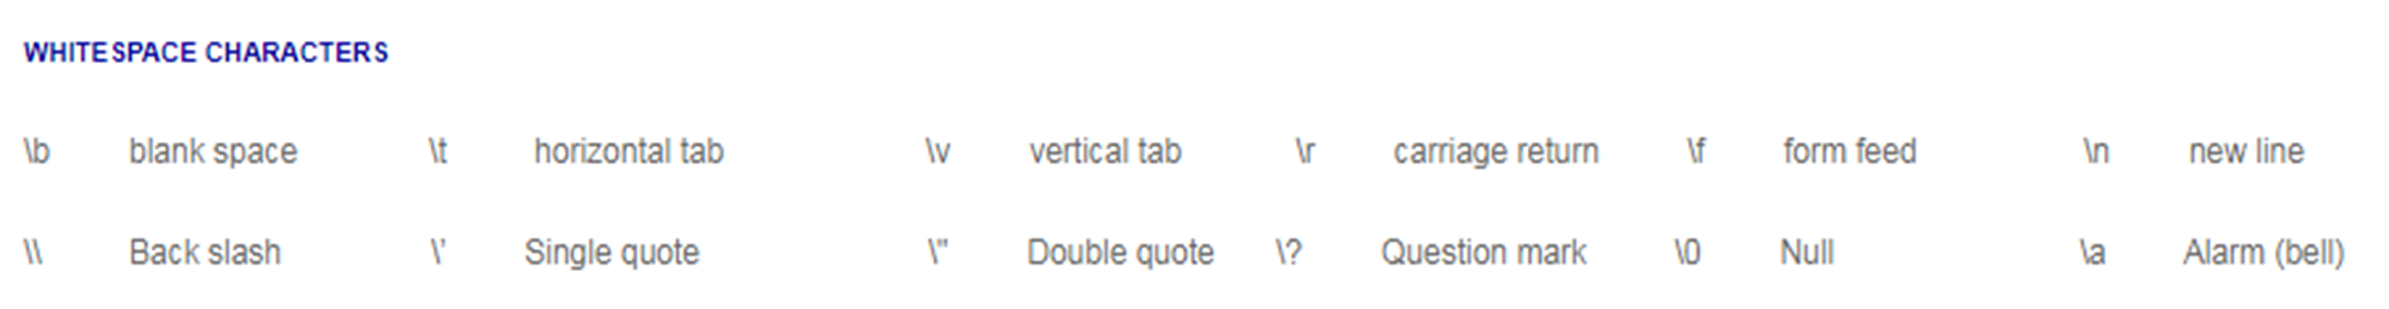 WHITESPACE CHARACTERS
\b blank space \t horizontal tab \v vertical tab \r carriage return \f form feed \n new line
\\ Back slash \' Single quote \" Double quote \? Question mark \0 Null \a Alarm (bell)